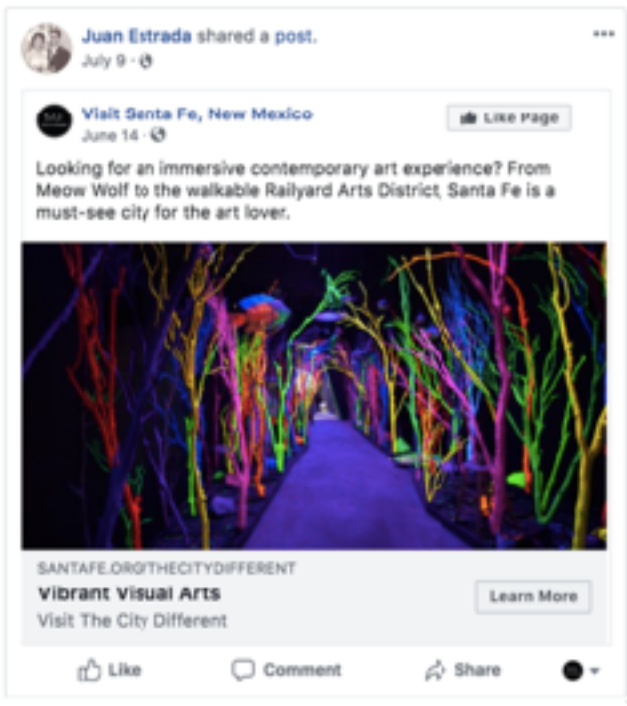 Juan Estrada shared a post.
July 9 ·
Visit Santa Fe, New Mexico
Like Page
June 14 ·
Looking for an immersive contemporary art experience? From
Meow Wolf to the walkable Railyard Arts District, Santa Fe is a
must-see city for the art lover.
SANTAFE.ORG/THECITYDIFFERENT
Vibrant Visual Arts
Learn More
Visit The City Different
Like Comment Share